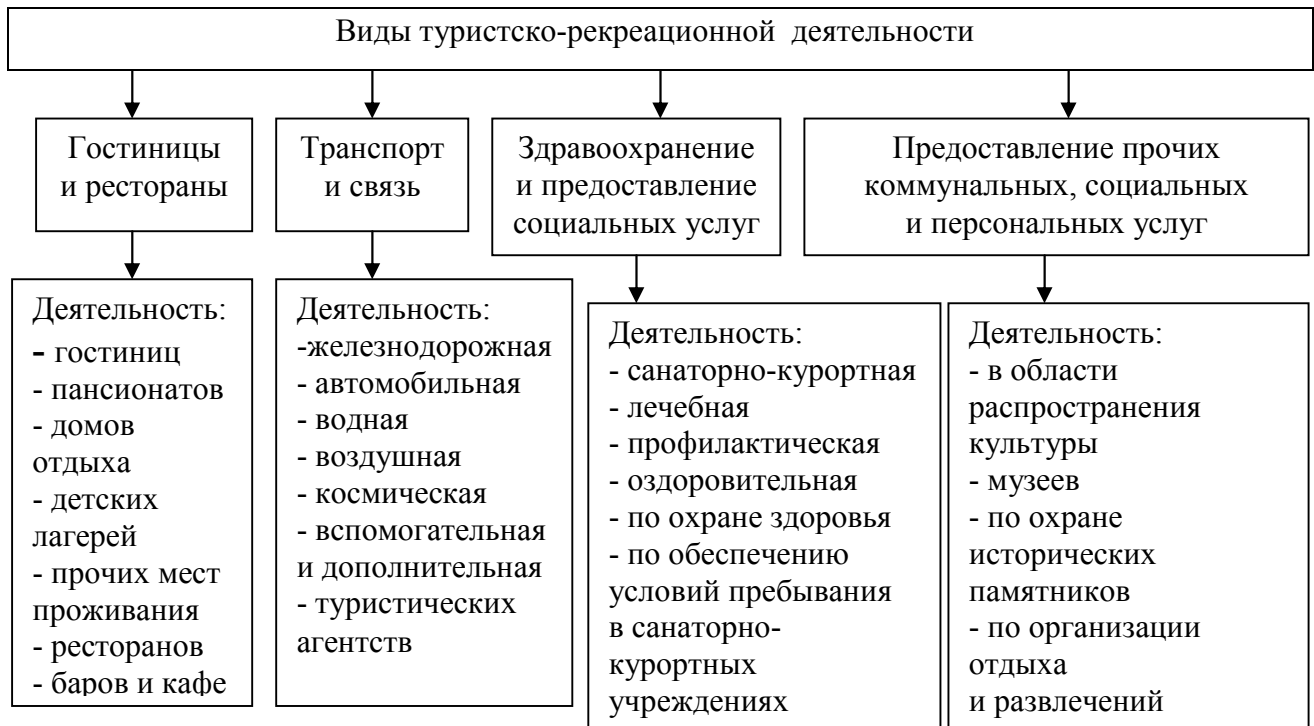 Виды туристско-рекреационной деятельности
Гостиницы
и рестораны
Транспорт
и связь
Здравоохранение
и предоставление
социальных услуг
Предоставление прочих
коммунальных, социальных
и персональных услуг
Деятельность:
- гостиниц
- пансионатов
- домов
отдыха
- детских
лагерей
- прочих мест
проживания
- ресторанов
- баров и кафе
Деятельность:
-железнодорожная
- автомобильная
- водная
- воздушная
- космическая
- вспомогательная
и дополнительная
- туристических
агентств
Деятельность:
- санаторно-курортная
- лечебная
- профилактическая
- оздоровительная
- по охране здоровья
- по обеспечению
условий пребывания
в санаторно-
курортных
учреждениях
Деятельность:
- в области
распространения
культуры
- музеев
- по охране
исторических
памятников
- по организации
отдыха
и развлечений